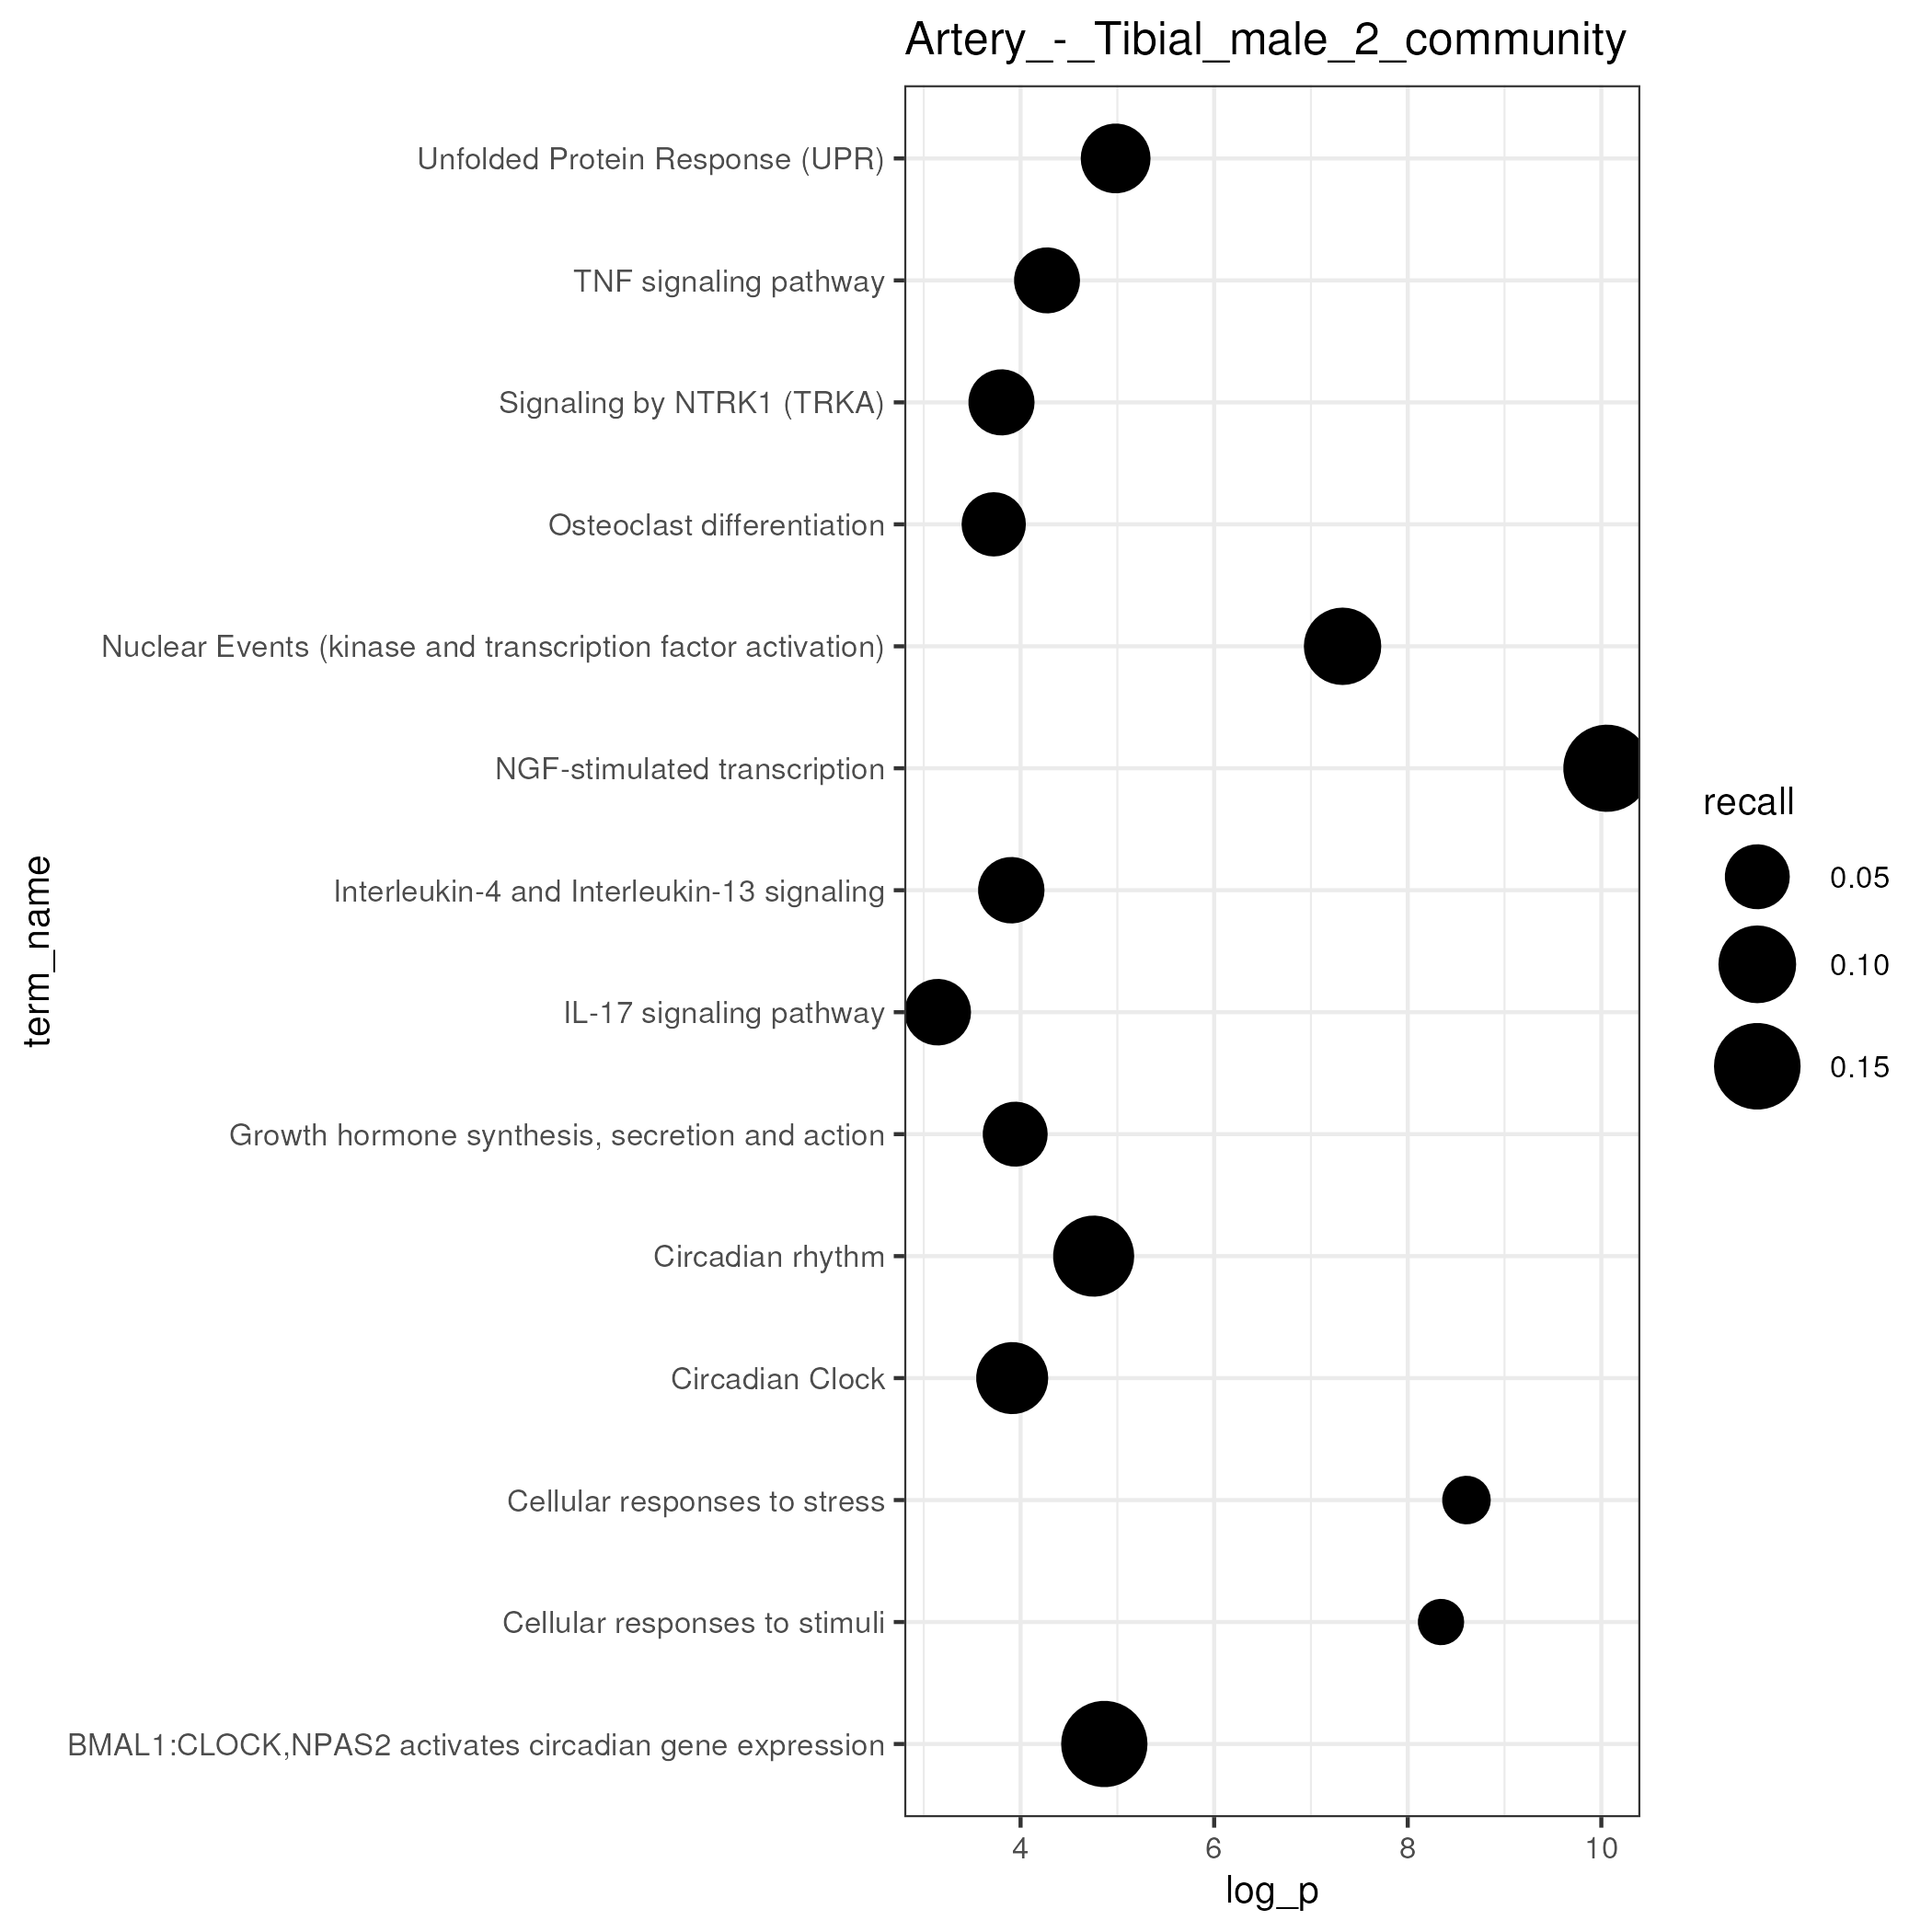 Artery_-_Tibial_male_2_community
Unfolded Protein Response (UPR)
TNF signaling pathway
Signaling by NTRK1 (TRKA)
Osteoclast differentiation
Nuclear Events (kinase and transcription factor activation)
NGF-stimulated transcription
Interleukin-4 and Interleukin-13 signaling
IL-17 signaling pathway
Growth hormone synthesis, secretion and action
Circadian rhythm
Circadian Clock
Cellular responses to stress
Cellular responses to stimuli
BMAL1:CLOCK,NPAS2 activates circadian gene expression
term_name
4 6 8 10
log_p
recall
0.05
0.10
0.15